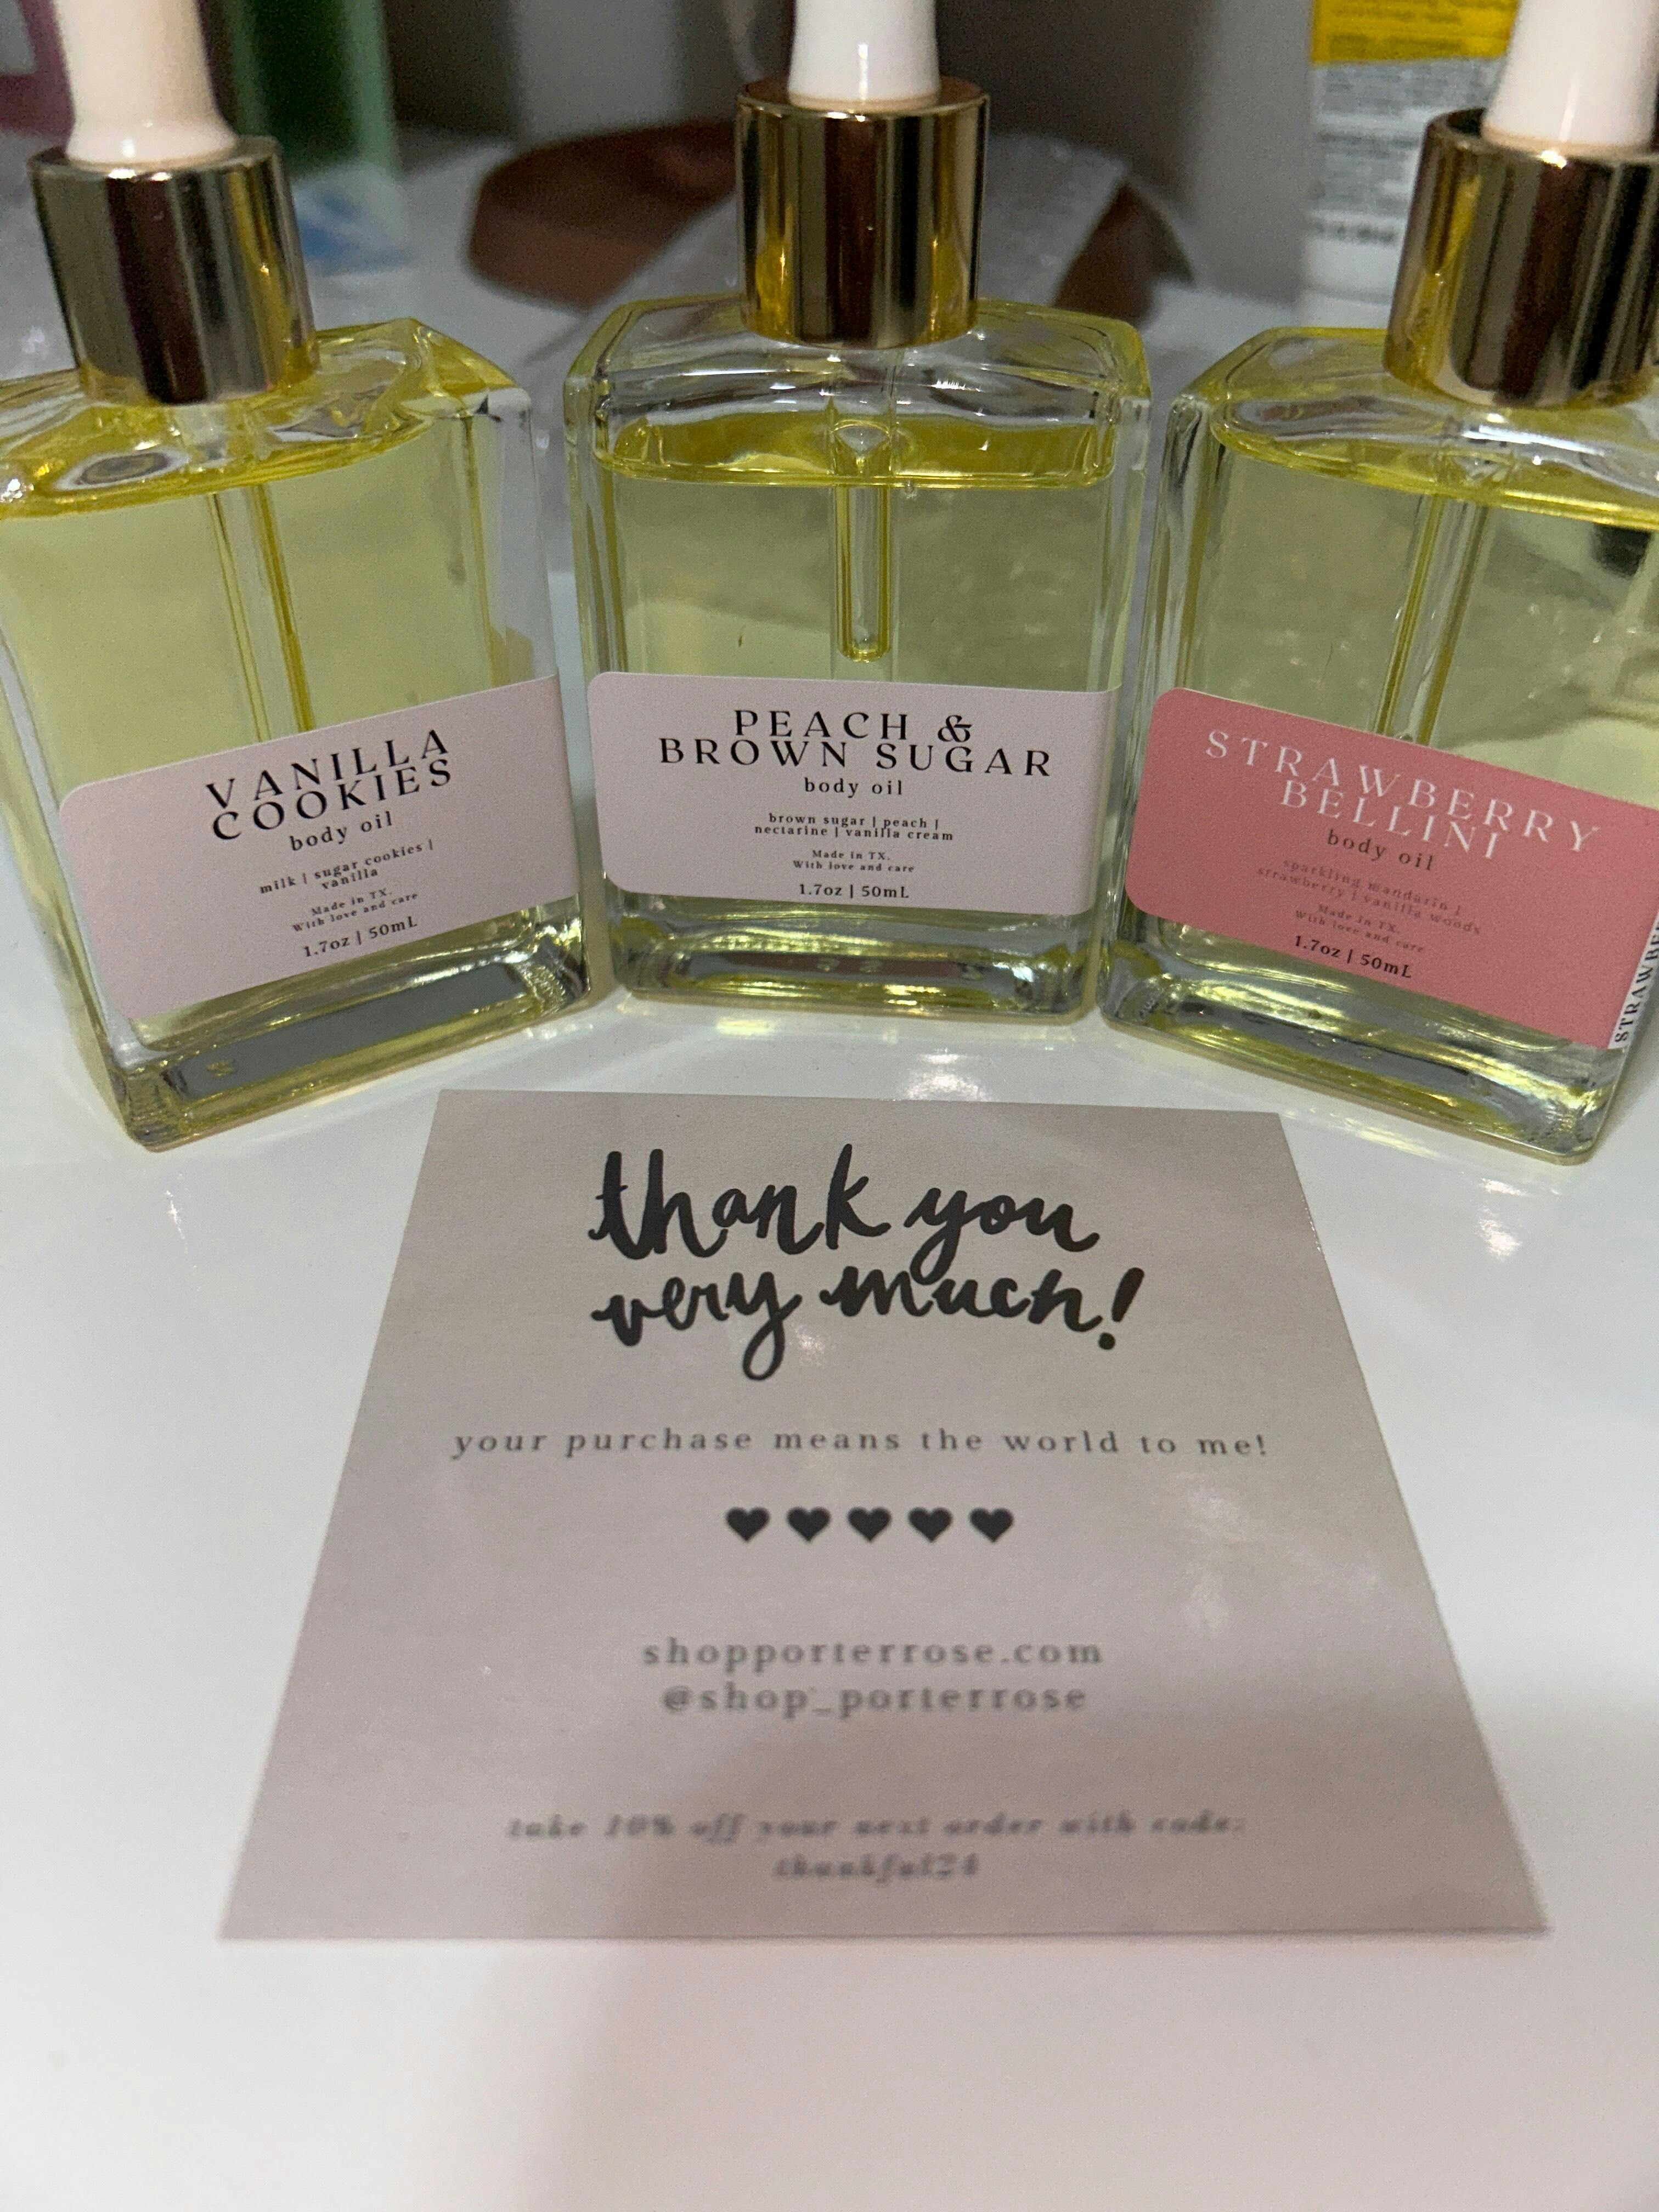 VANILLA
COOKIES
body oil
milk | sugar cookies |
vanilla
Made in TX.
With love and care
1.7oz | 50mL
PEACH &
BROWN SUGAR
body oil
brown sugar | peach |
nectarine | vanilla cream
Made in TX.
With love and care
1.7oz | 50mL
STRAWBERRY
BELLINI
body oil
sparkling mandarin |
strawberry | vanilla woods
Made in TX.
With love and care
1.7oz | 50mL
thank you
very much!
your purchase means the world to me!
♥ ♥ ♥ ♥ ♥
shopporterrose.com
@shop_porterrose
take 10% off your next order with code:
thankful24